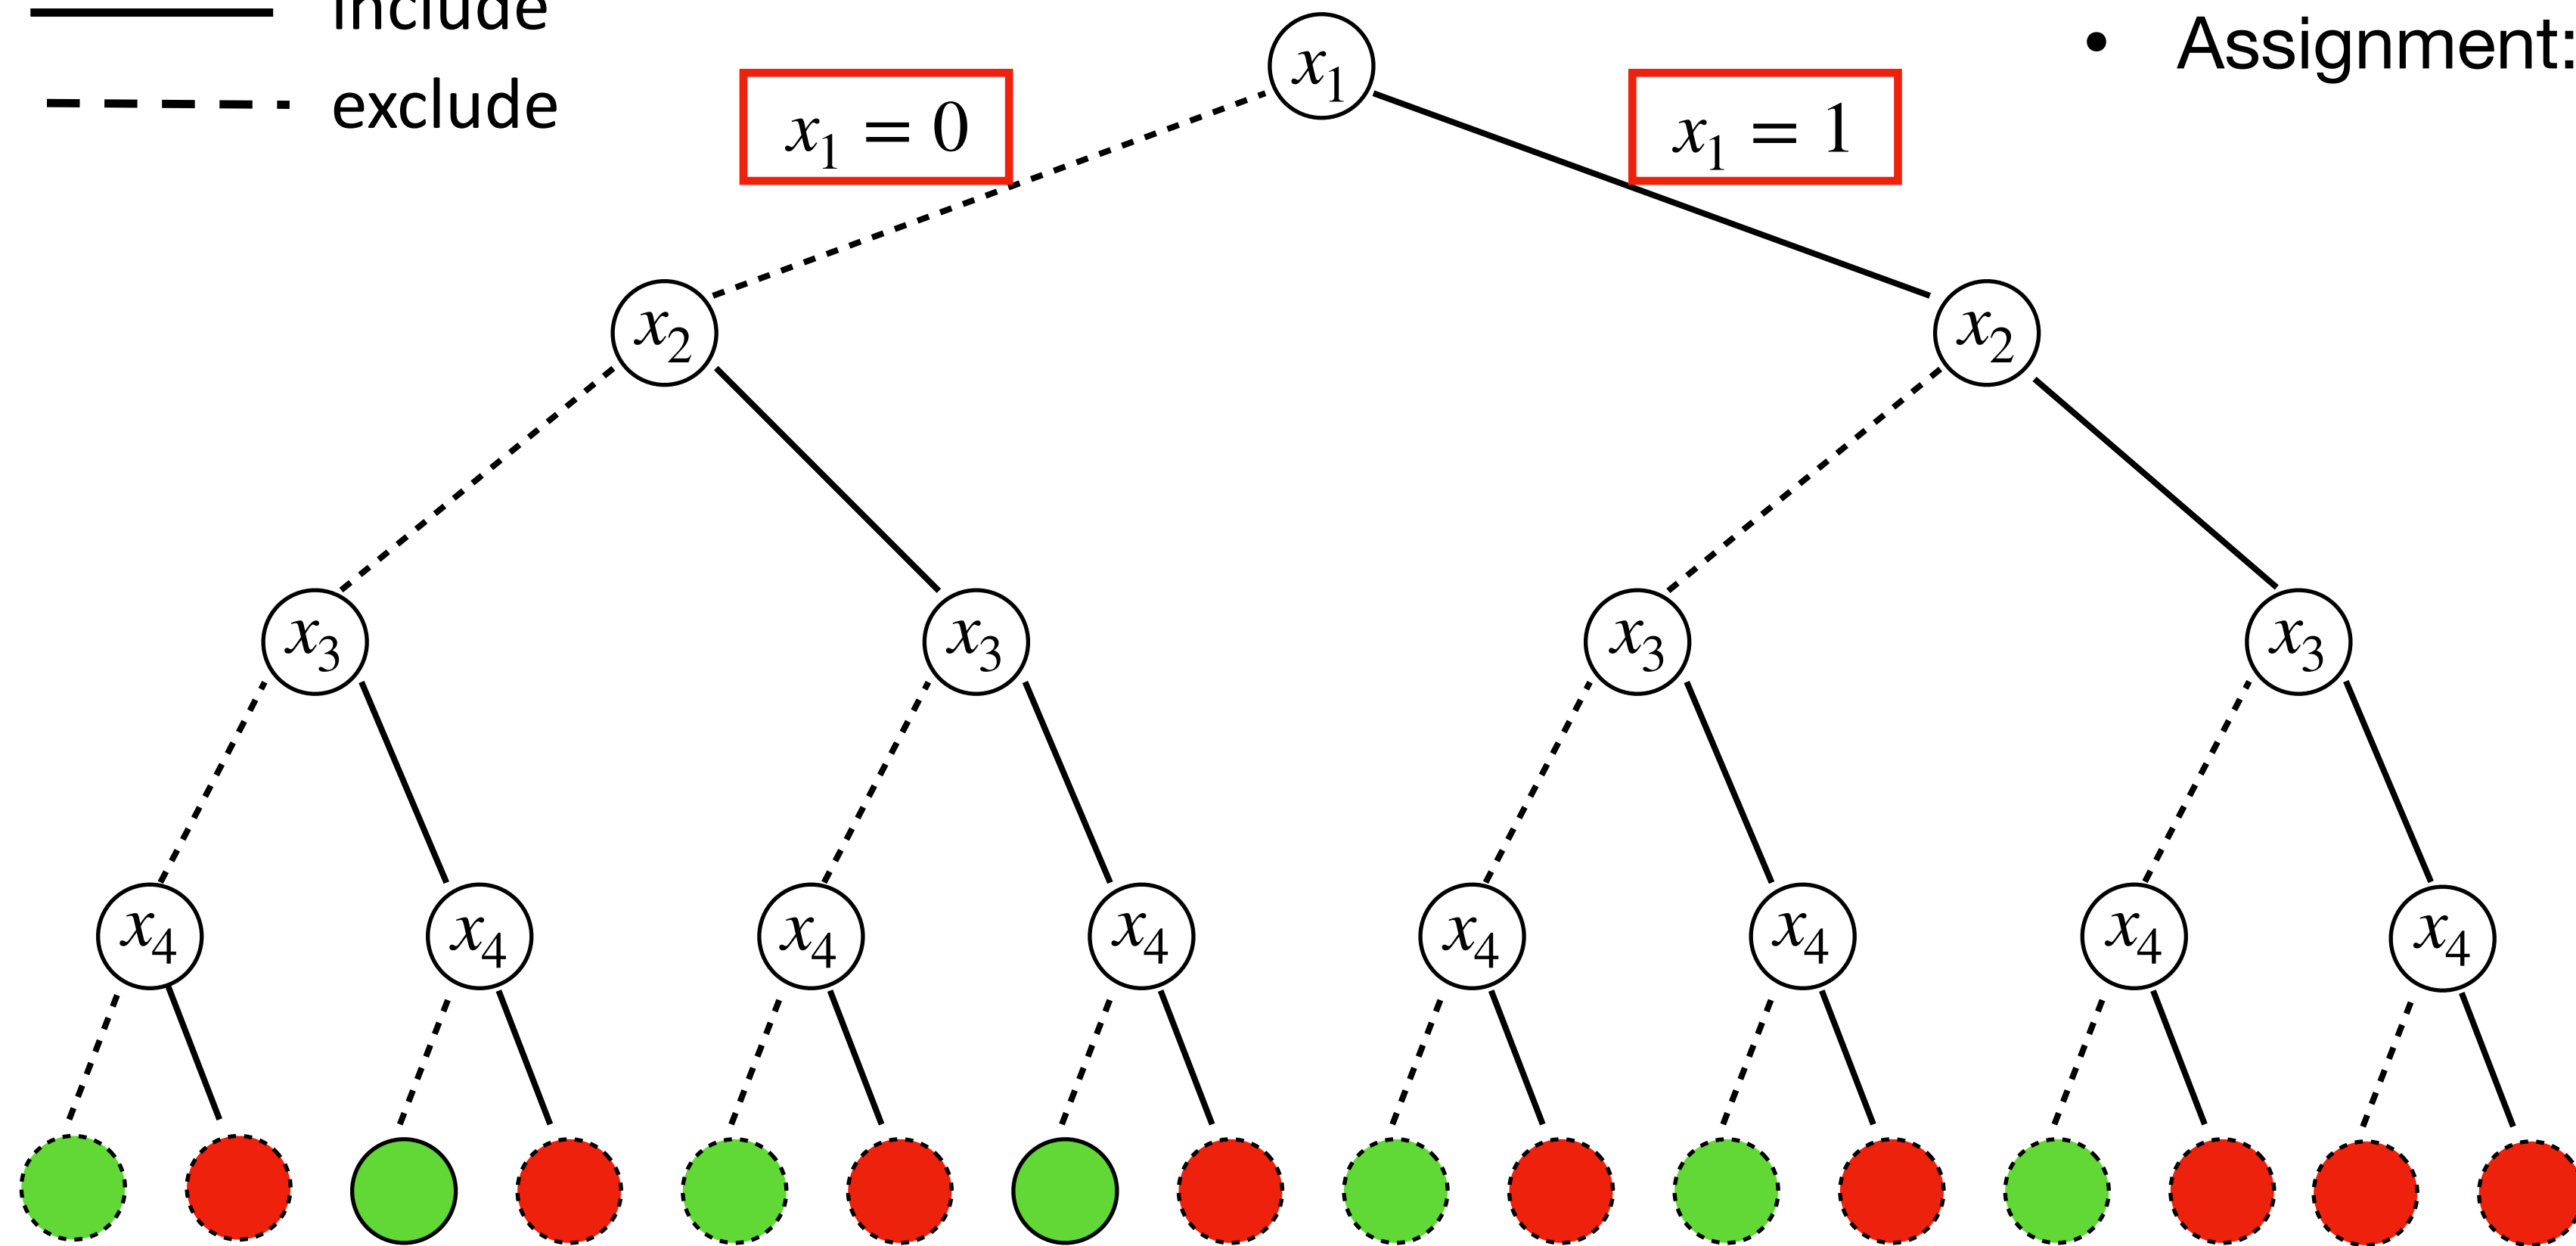 include
exclude
• Assignment:
x₁
x₁ = 0
x₁ = 1
x₂
x₂
x₃
x₃
x₃
x₃
x₄
x₄
x₄
x₄
x₄
x₄
x₄
x₄